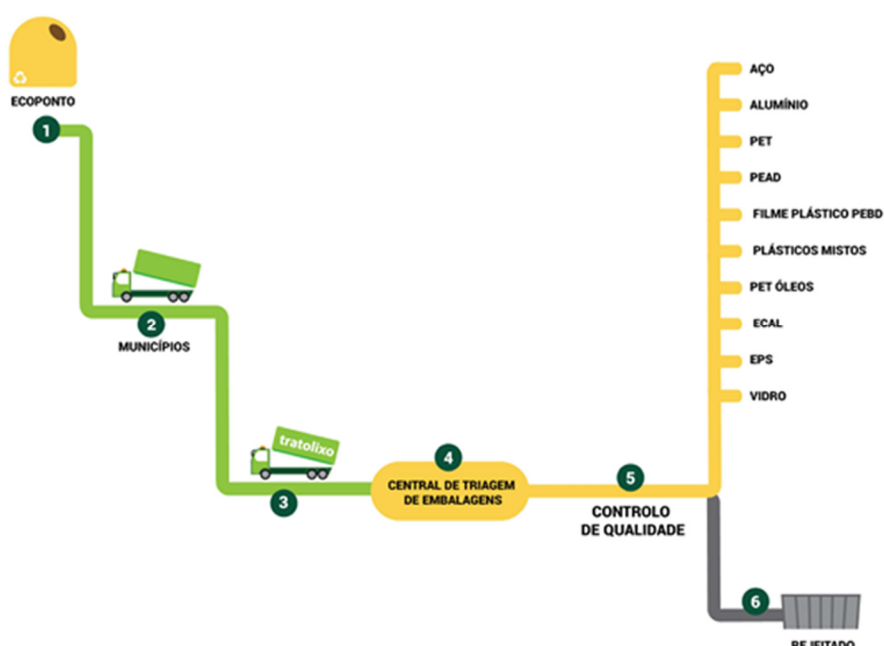 ECOPONTO
1
2
MUNICÍPIOS
tratolixo
3
4
CENTRAL DE TRIAGEM
DE EMBALAGENS
5
CONTROLO
DE QUALIDADE
AÇO
ALUMÍNIO
PET
PEAD
FILME PLÁSTICO PEBD
PLÁSTICOS MISTOS
PET ÓLEOS
ECAL
EPS
VIDRO
6
REJEITADO